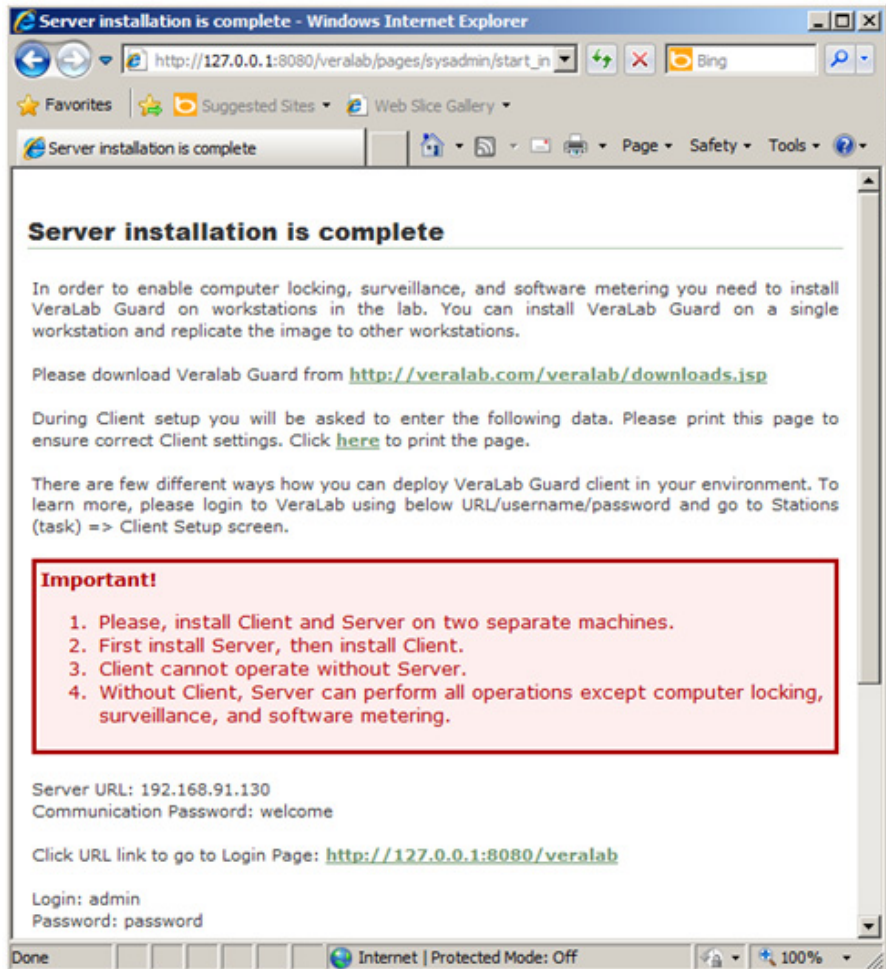 Server installation is complete - Windows Internet Explorer
http://127.0.0.1:8080/veralab/pages/sysadmin/start_in
Bing
Favorites Suggested Sites Web Slice Gallery
Server installation is complete Page Safety Tools
Server installation is complete
In order to enable computer locking, surveillance, and software metering you need to install
VeraLab Guard on workstations in the lab. You can install VeraLab Guard on a single
workstation and replicate the image to other workstations.
Please download Veralab Guard from http://veralab.com/veralab/downloads.jsp
During Client setup you will be asked to enter the following data. Please print this page to
ensure correct Client settings. Click here to print the page.
There are few different ways how you can deploy VeraLab Guard client in your environment. To
learn more, please login to VeraLab using below URL/username/password and go to Stations
(task) => Client Setup screen.
Important!
1. Please, install Client and Server on two separate machines.
2. First install Server, then install Client.
3. Client cannot operate without Server.
4. Without Client, Server can perform all operations except computer locking,
surveillance, and software metering.
Server URL: 192.168.91.130
Communication Password: welcome
Click URL link to go to Login Page: http://127.0.0.1:8080/veralab
Login: admin
Password: password
Done Internet | Protected Mode: Off 100%